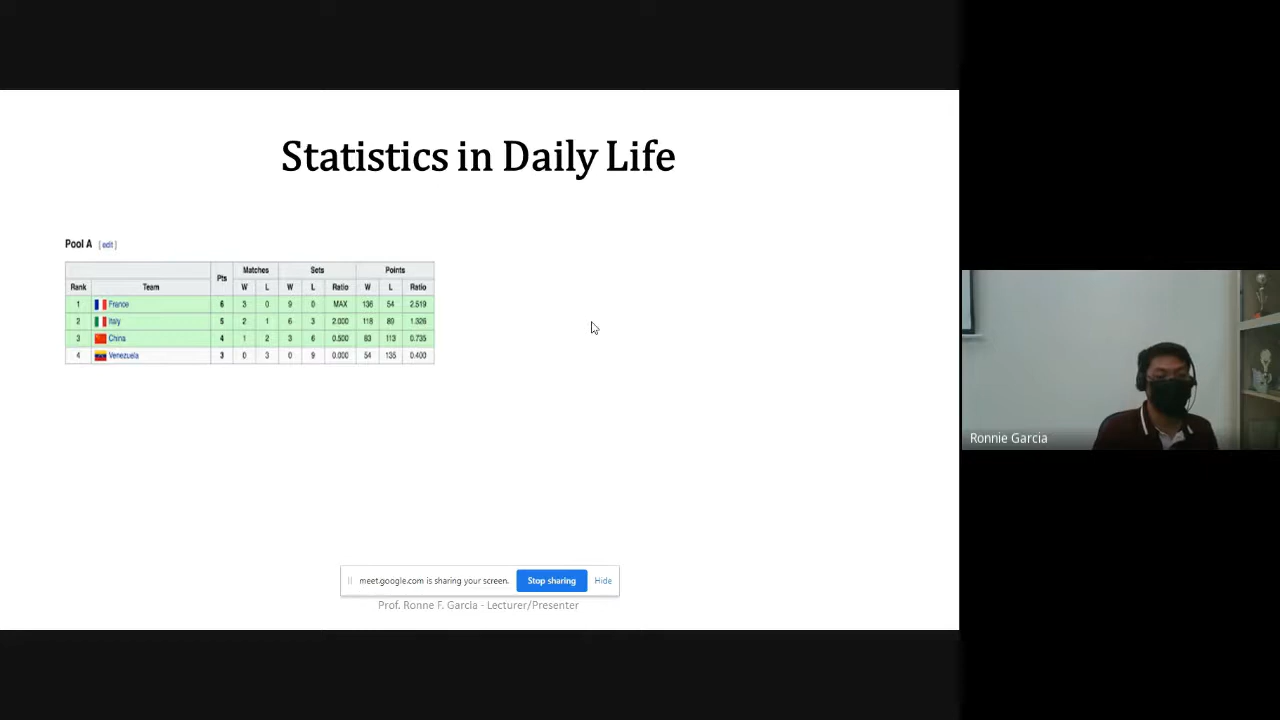 Statistics in Daily Life
Pool A [edit]
Rank Team Pts Matches Sets Points
W L W L Ratio W L Ratio
1 France 6 3 0 9 0 MAX 136 54 2.519
2 Italy 5 2 1 6 3 2.000 118 89 1.326
3 China 4 1 2 3 6 0.500 83 113 0.735
4 Venezuela 3 0 3 0 9 0.000 54 135 0.400
meet.google.com is sharing your screen. Stop sharing Hide
Prof. Ronne F. Garcia - Lecturer/Presenter
Ronnie Garcia